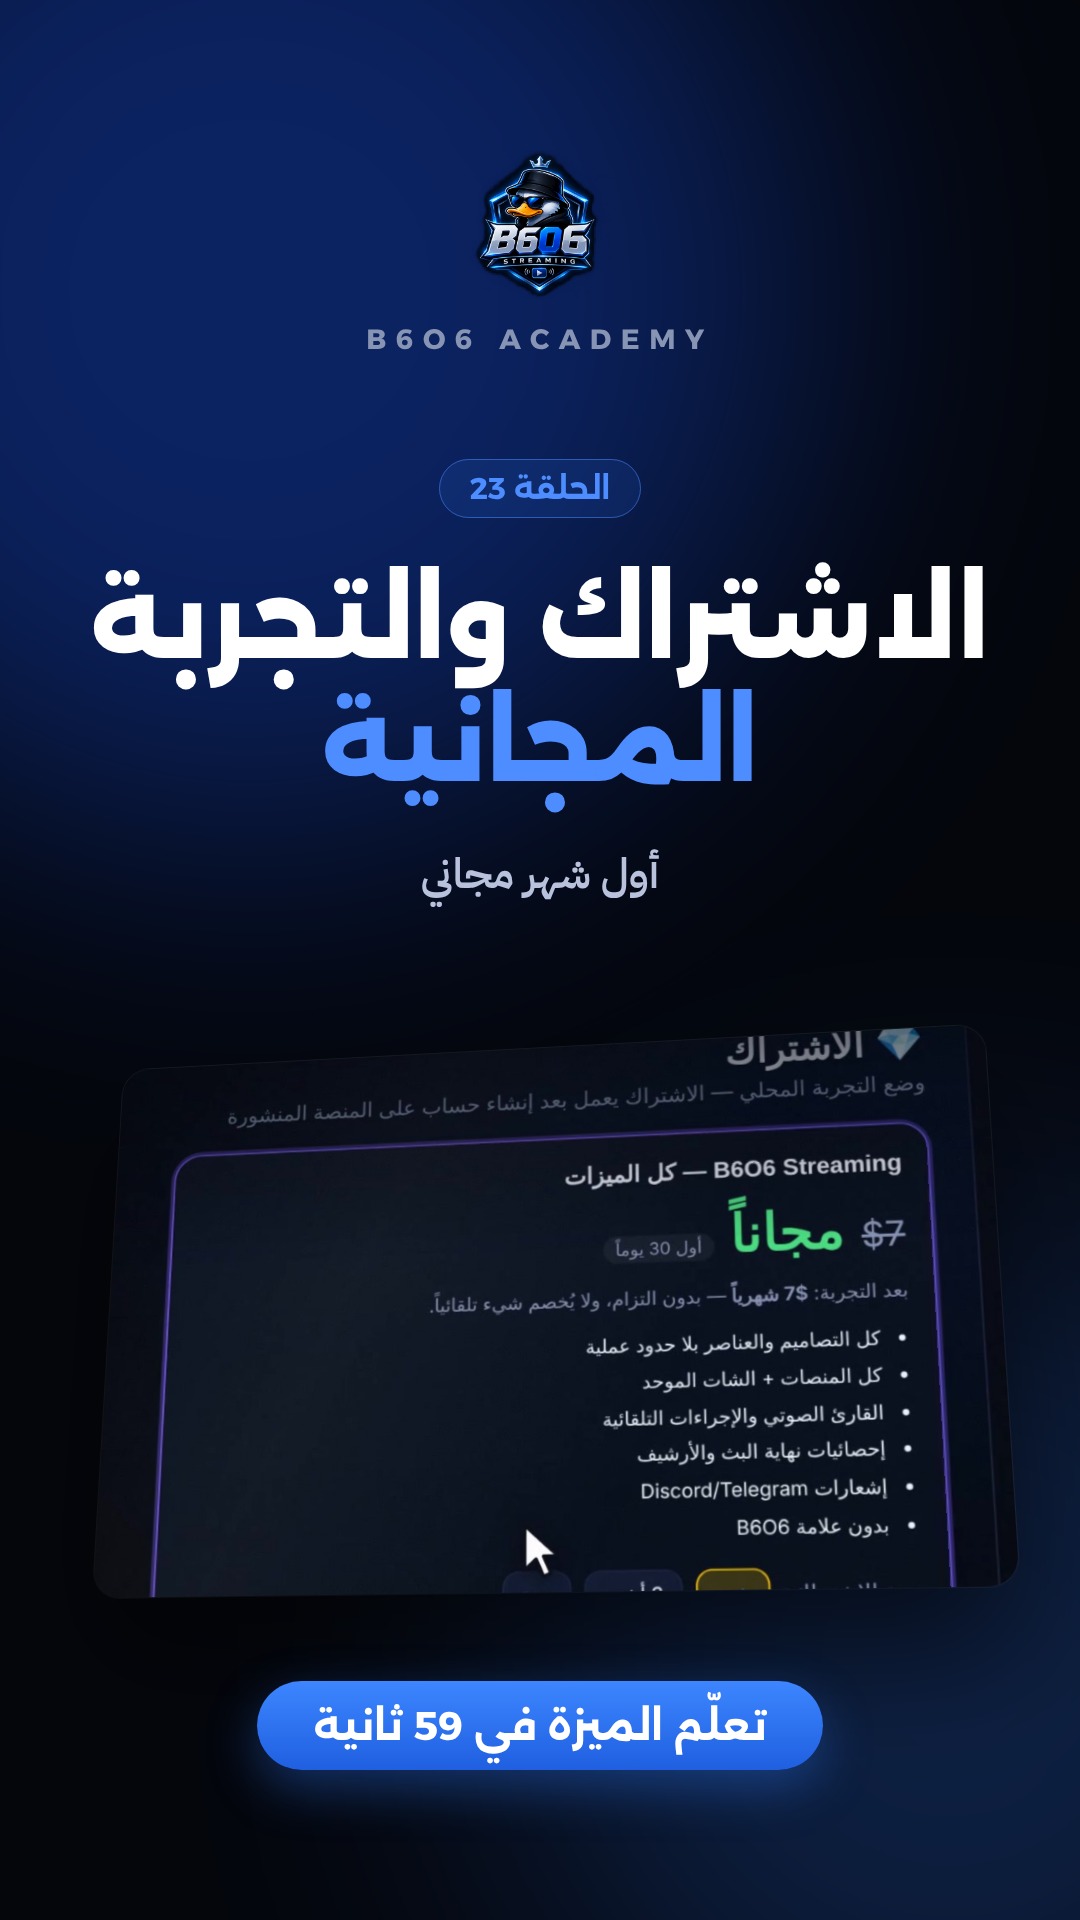 B6O6
STREAMING
B6O6 ACADEMY
الحلقة 23
الاشتراك والتجربة
المجانية
أول شهر مجاني
💎 الاشتراك
وضع التجربة المحلي — الاشتراك يعمل بعد إنشاء حساب على المنصة المنشورة
B6O6 Streaming — كل الميزات
$7 مجاناً أول 30 يوماً
بعد التجربة: $7 شهرياً — بدون التزام، ولا يُخصم شيء تلقائياً.
• كل التصاميم والعناصر بلا حدود عملية
• كل المنصات + الشات الموحد
• القارئ الصوتي والإجراءات التلقائية
• إحصائيات نهاية البث والأرشيف
• إشعارات Discord/Telegram
• بدون علامة B6O6
تعلّم الميزة في 59 ثانية